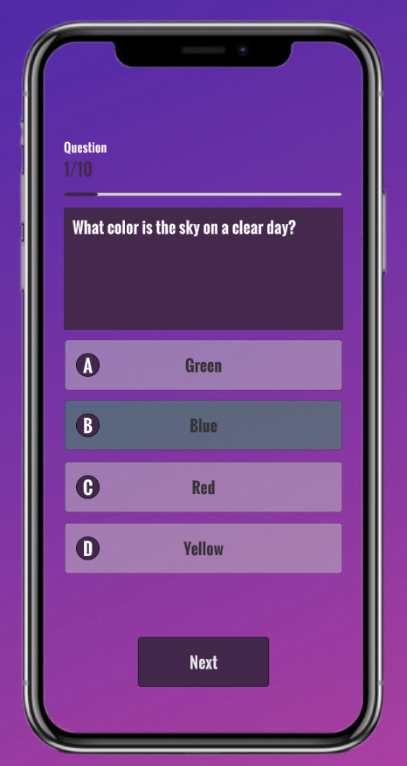 Question
1/10
What color is the sky on a clear day?
A Green
B Blue
C Red
D Yellow
Next